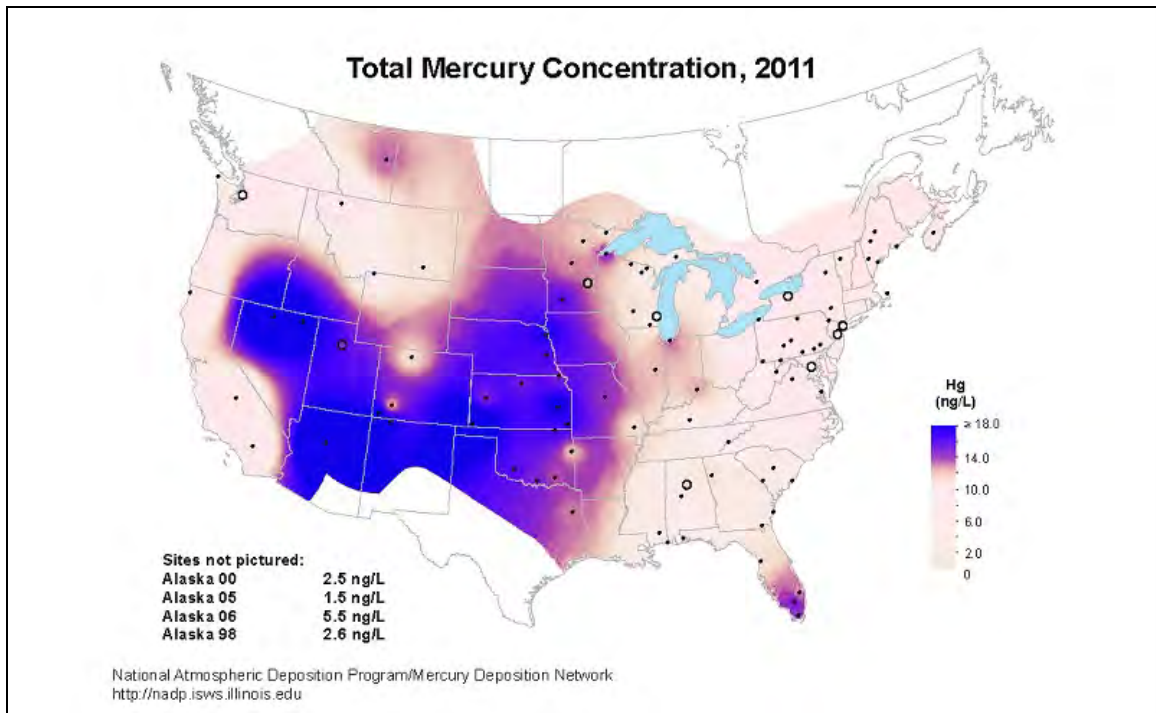 Total Mercury Concentration, 2011
Hg
(ng/L)
≥ 18.0
14.0
10.0
6.0
2.0
0
Sites not pictured:
Alaska 00 2.5 ng/L
Alaska 05 1.5 ng/L
Alaska 06 5.5 ng/L
Alaska 98 2.6 ng/L
National Atmospheric Deposition Program/Mercury Deposition Network
http://nadp.isws.illinois.edu